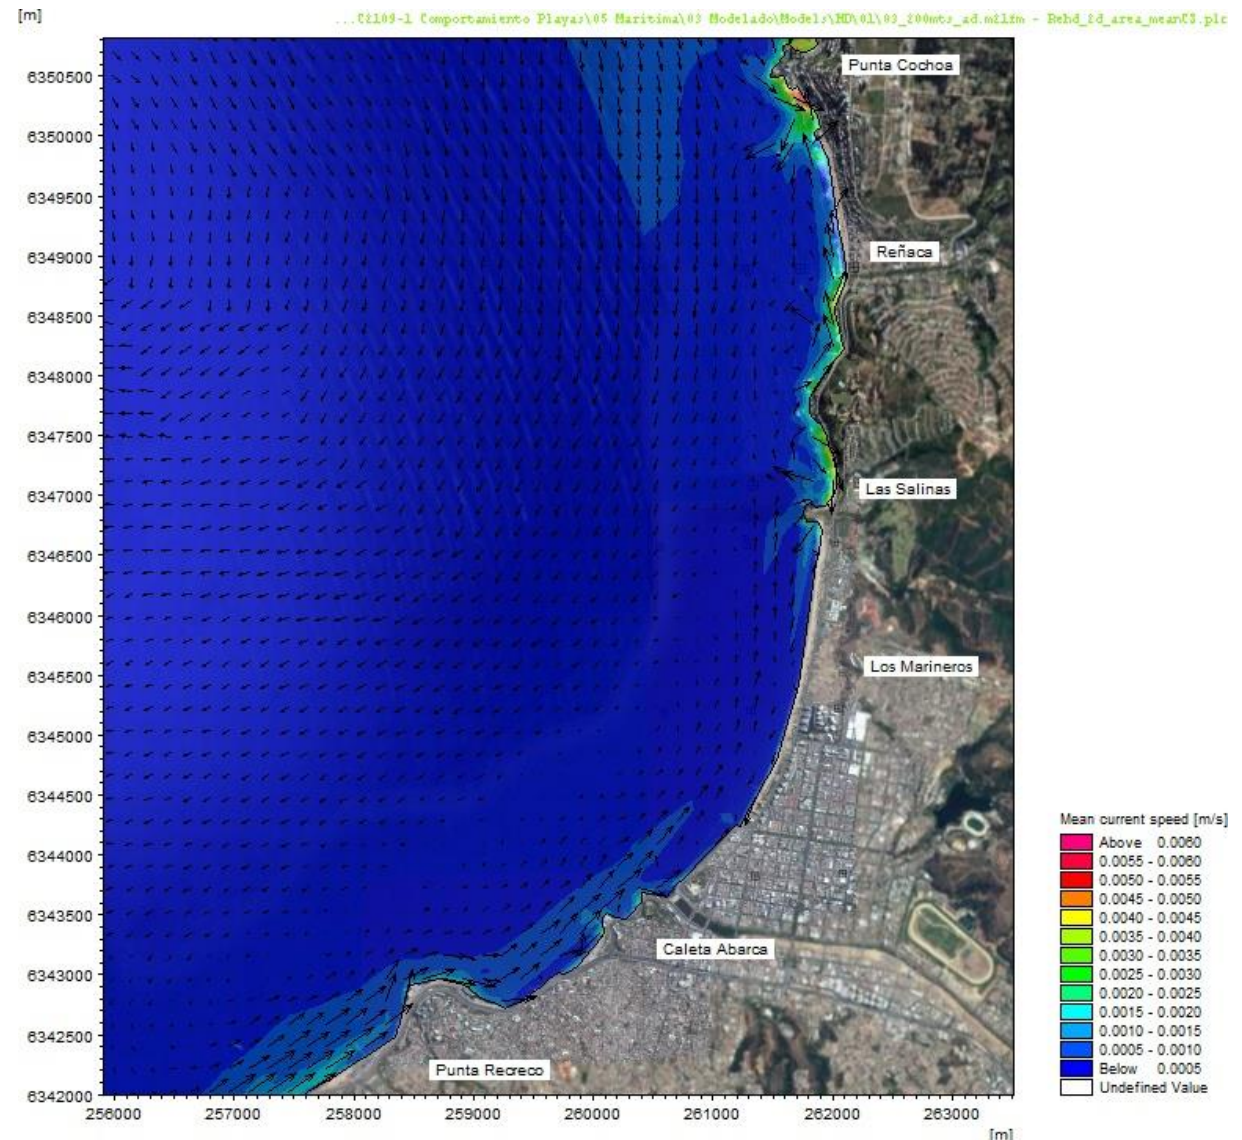 [m]
...C2109-1 Comportamiento Playas\05 Maritima\03 Modelado\Models\HD\01\03_200mts_ad.m21fm - Rehd_2d_area_meanCS.plc
Punta Cochoa
6350500
6350000
6349500
Reñaca
6349000
6348500
6348000
6347500
Las Salinas
6347000
6346500
6346000
Los Marineros
6345500
6345000
6344500
6344000
6343500
Caleta Abarca
6343000
6342500
Punta Recreco
6342000
256000 257000 258000 259000 260000 261000 262000 263000
[m]
Mean current speed [m/s]
Above 0.0060
0.0055 - 0.0060
0.0050 - 0.0055
0.0045 - 0.0050
0.0040 - 0.0045
0.0035 - 0.0040
0.0030 - 0.0035
0.0025 - 0.0030
0.0020 - 0.0025
0.0015 - 0.0020
0.0010 - 0.0015
0.0005 - 0.0010
Below 0.0005
Undefined Value